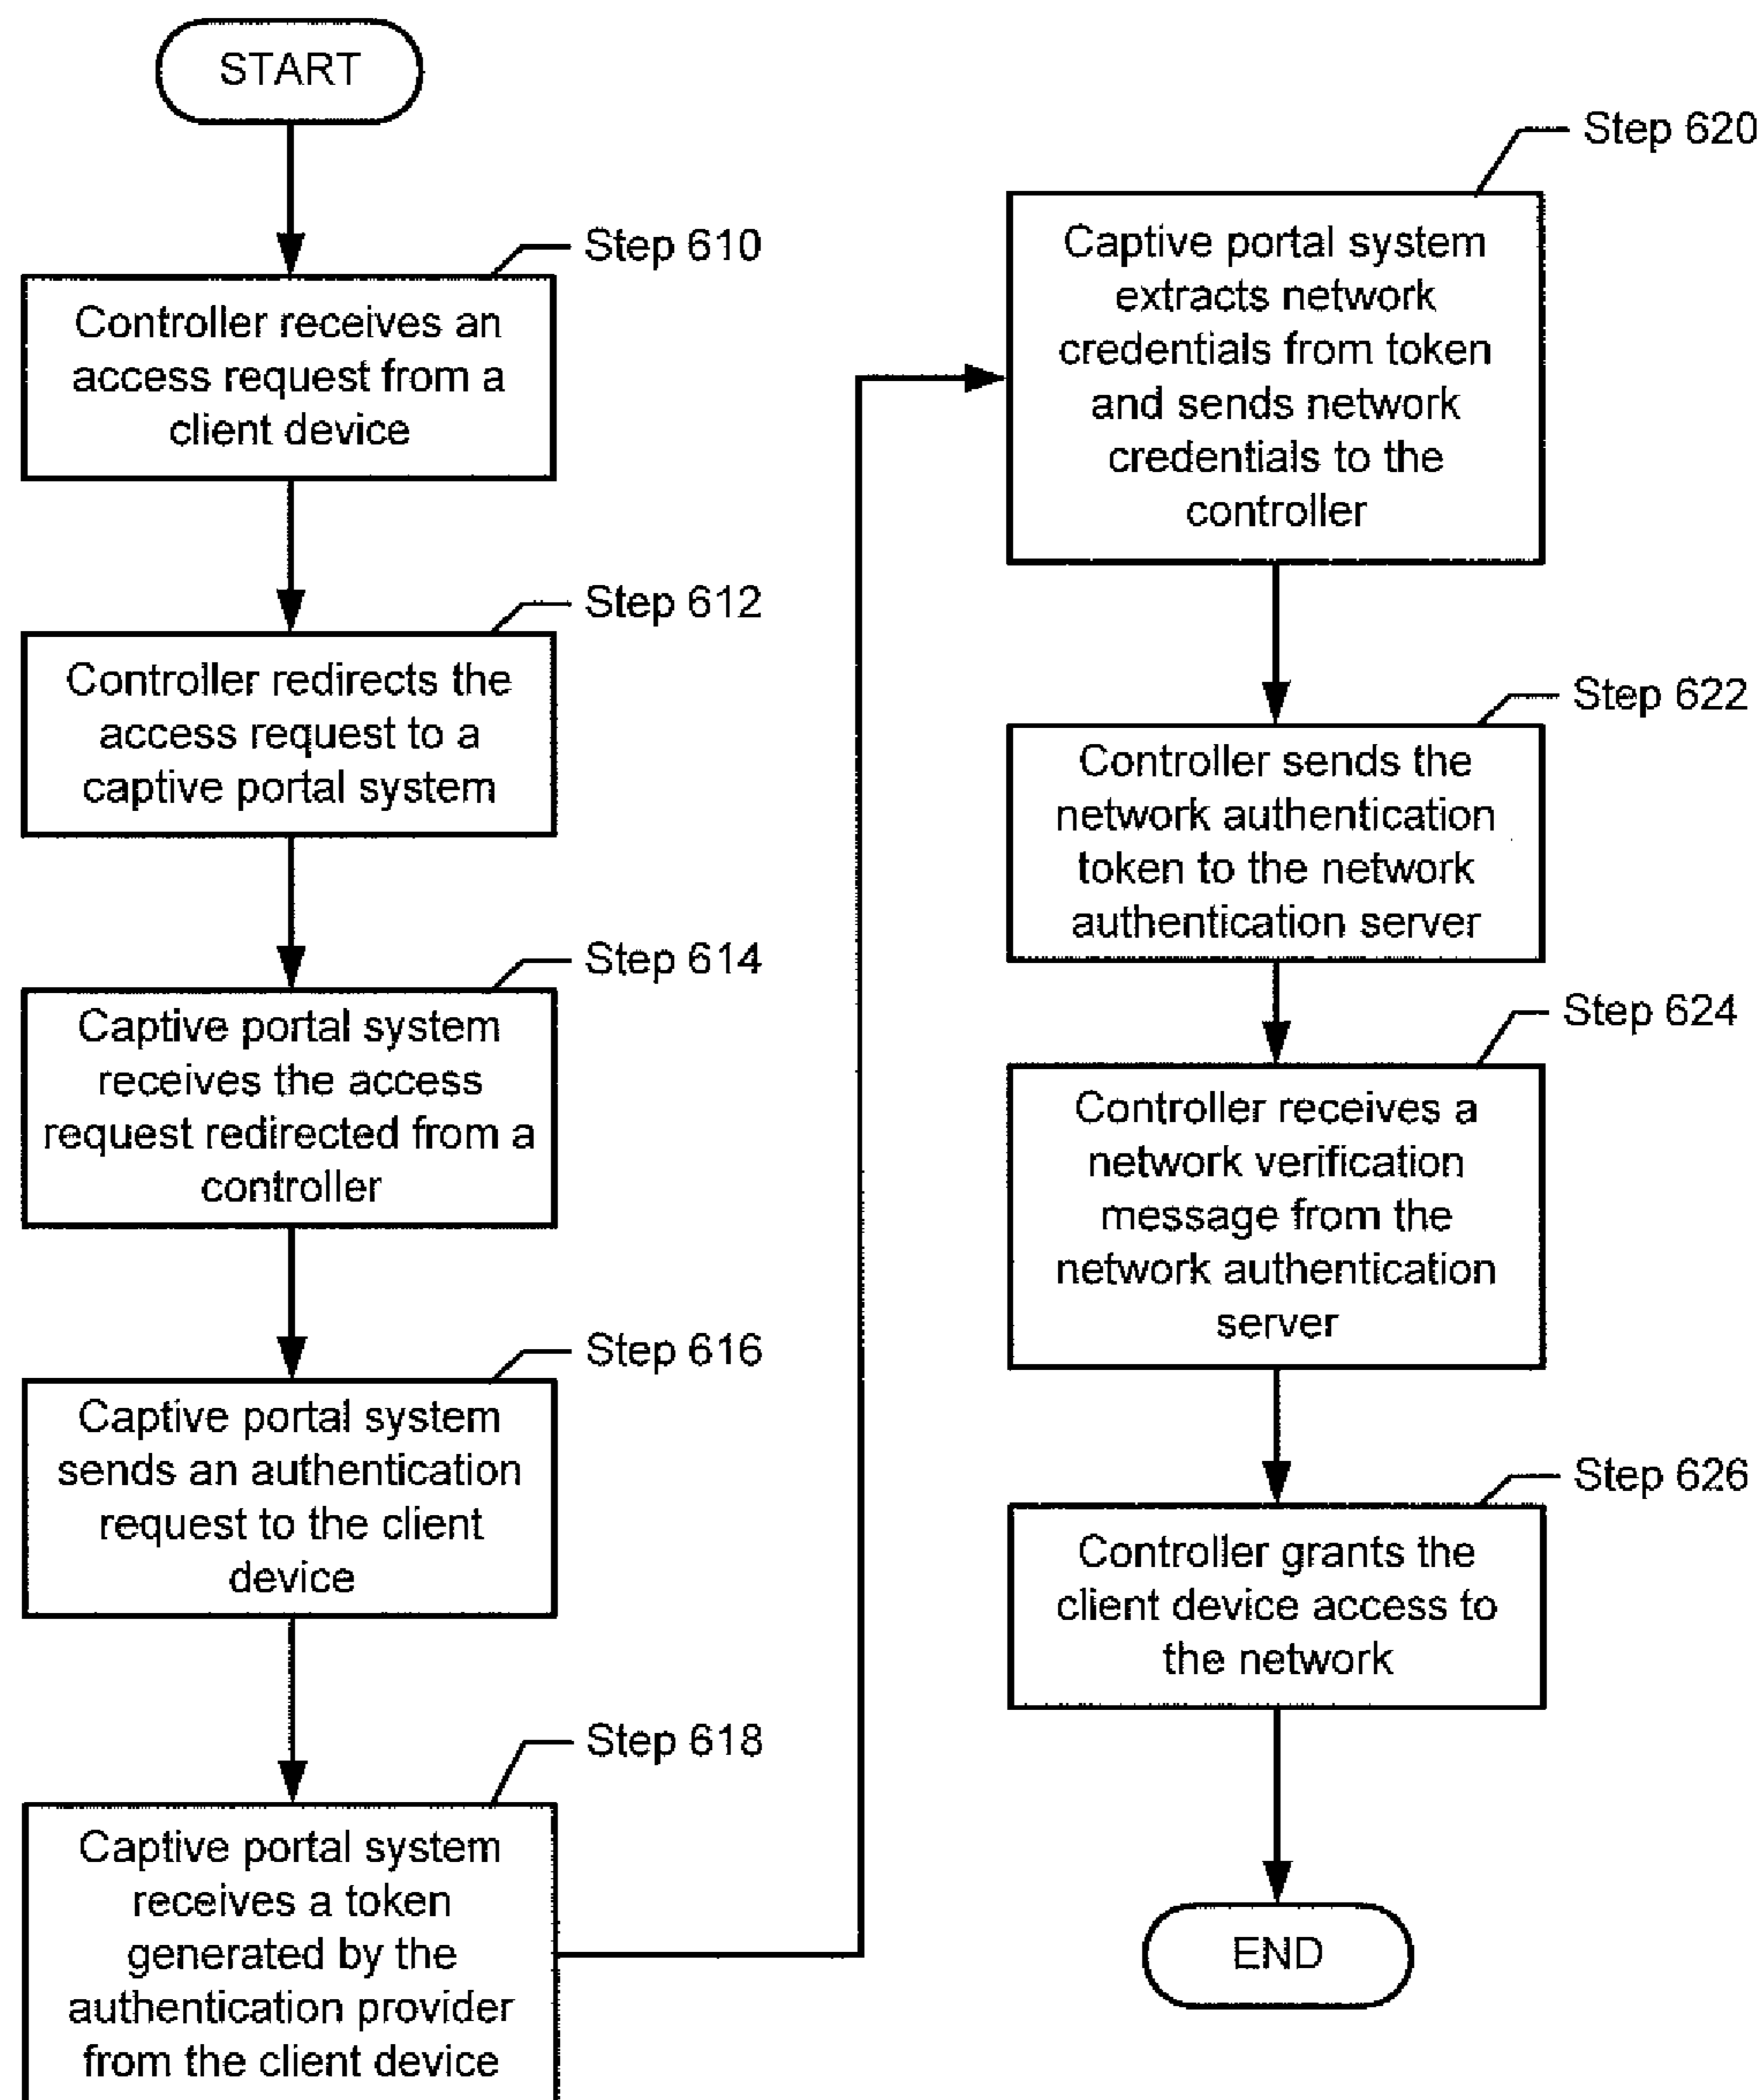 START
Step 610
Controller receives an
access request from a
client device
Step 612
Controller redirects the
access request to a
captive portal system
Step 614
Captive portal system
receives the access
request redirected from a
controller
Step 616
Captive portal system
sends an authentication
request to the client
device
Step 618
Captive portal system
receives a token
generated by the
authentication provider
from the client device
Step 620
Captive portal system
extracts network
credentials from token
and sends network
credentials to the
controller
Step 622
Controller sends the
network authentication
token to the network
authentication server
Step 624
Controller receives a
network verification
message from the
network authentication
server
Step 626
Controller grants the
client device access to
the network
END